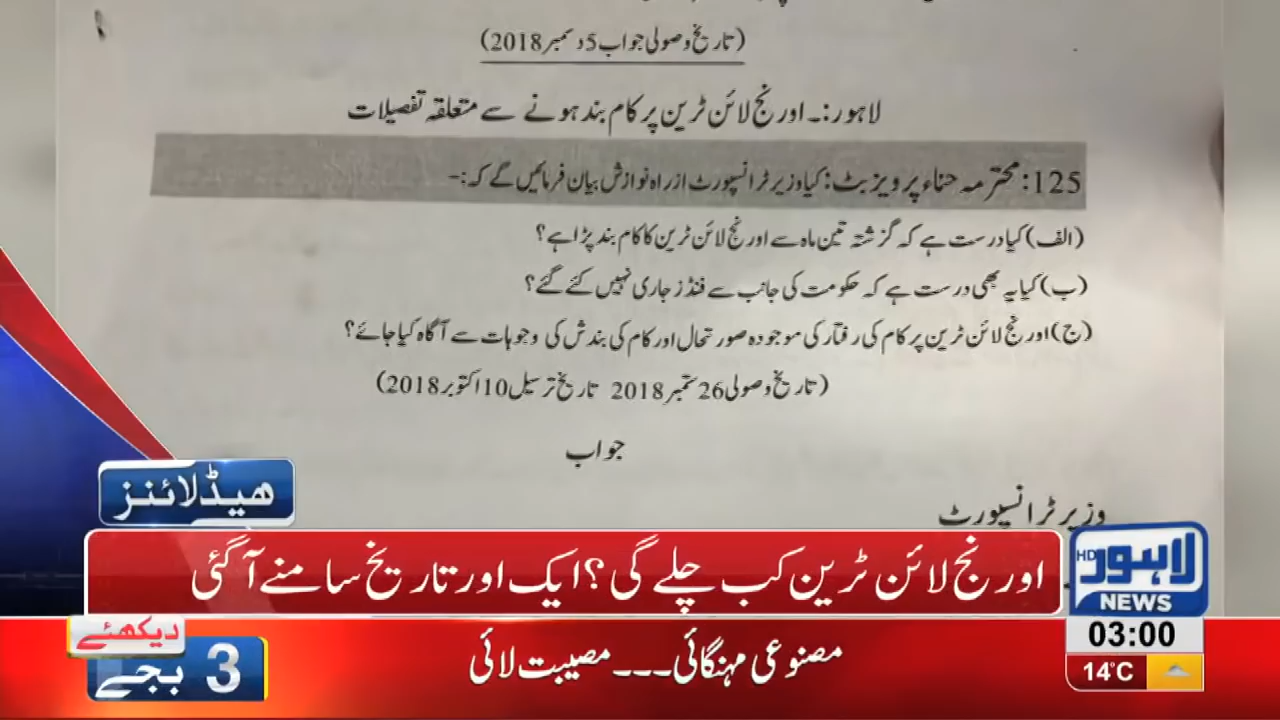 (تاریخ وصولی جواب 5 دسمبر 2018)
لاہور:۔ اورنج لائن ٹرین پر کام بند ہونے سے متعلقہ تفصیلات
125: محترمہ حناء پرویز بٹ: کیا وزیر ٹرانسپورٹ از راہ نوازش بیان فرمائیں گے کہ:-
(الف) کیا درست ہے کہ گزشتہ تین ماہ سے اورنج لائن ٹرین کا کام بند پڑا ہے؟
(ب) کیا یہ بھی درست ہے کہ حکومت کی جانب سے فنڈز جاری نہیں کئے گئے؟
(ج) اورنج لائن ٹرین پر کام کی رفتار کی موجودہ صورتحال اور کام کی بندش کی وجوہات سے آگاہ کیا جائے؟
(تاریخ وصولی 26 ستمبر 2018 تاریخ ترسیل 10 اکتوبر 2018)
جواب
وزیر ٹرانسپورٹ
ھیڈلائنز
اورنج لائن ٹرین کب چلے گی؟ ایک اور تاریخ سامنے آگئی
لاہور HD
NEWS
03:00
14°C
دیکھئے
3 بجے
مصنوعی مہنگائی۔۔۔مصیبت لائی